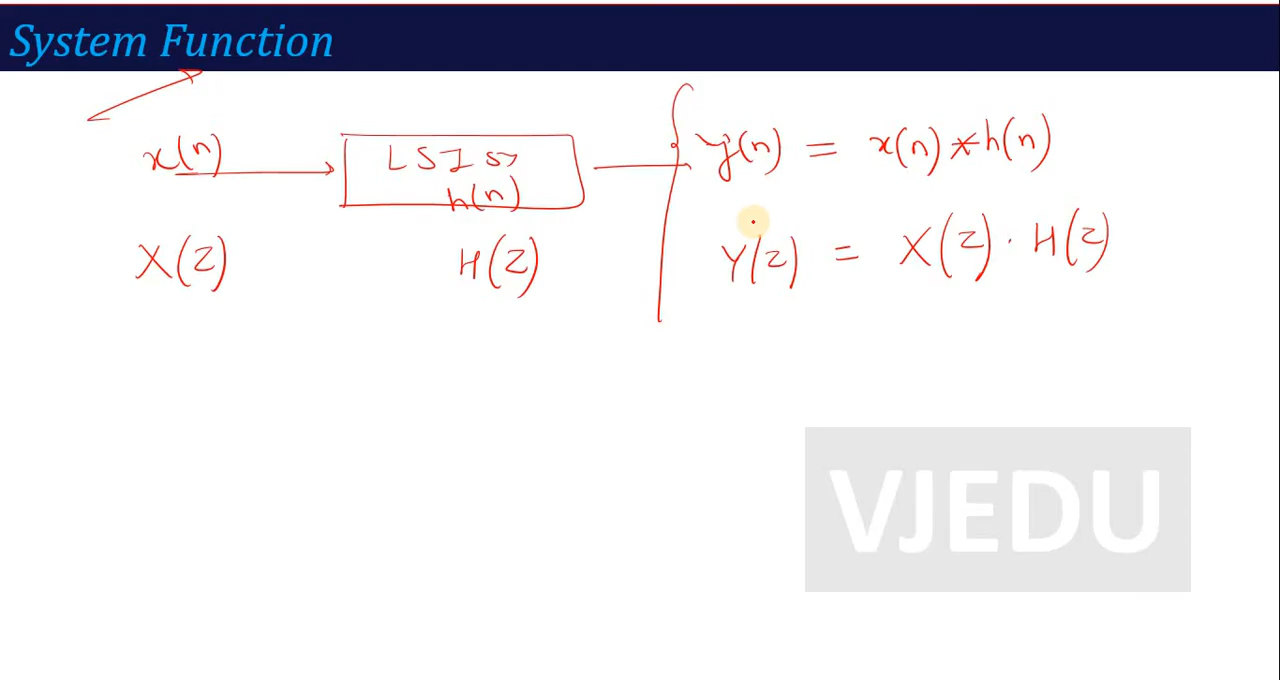 System Function
x(n) LSI sy y(n) = x(n) * h(n)
h(n)
X(z) H(z) Y(z) = X(z) · H(z)
VJEDU